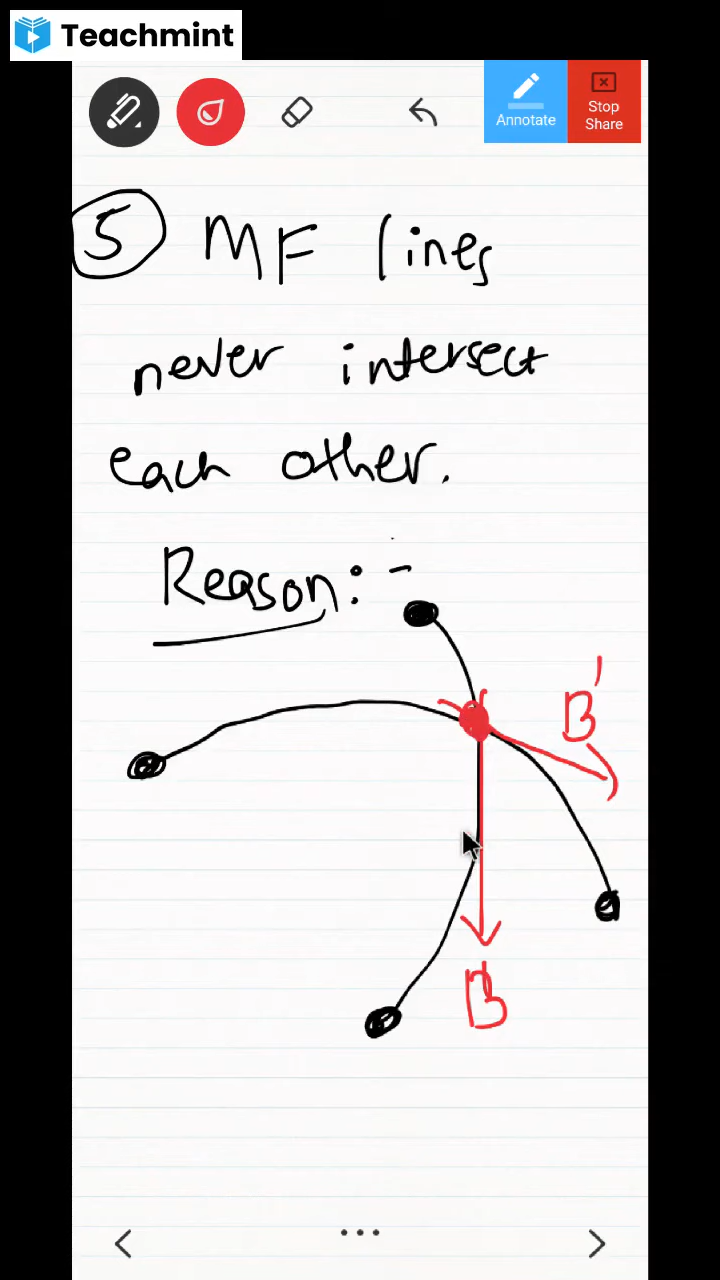 Teachmint
Annotate
Stop
Share
5 MF lines
never intersect
each other.
Reason:-
B'
B